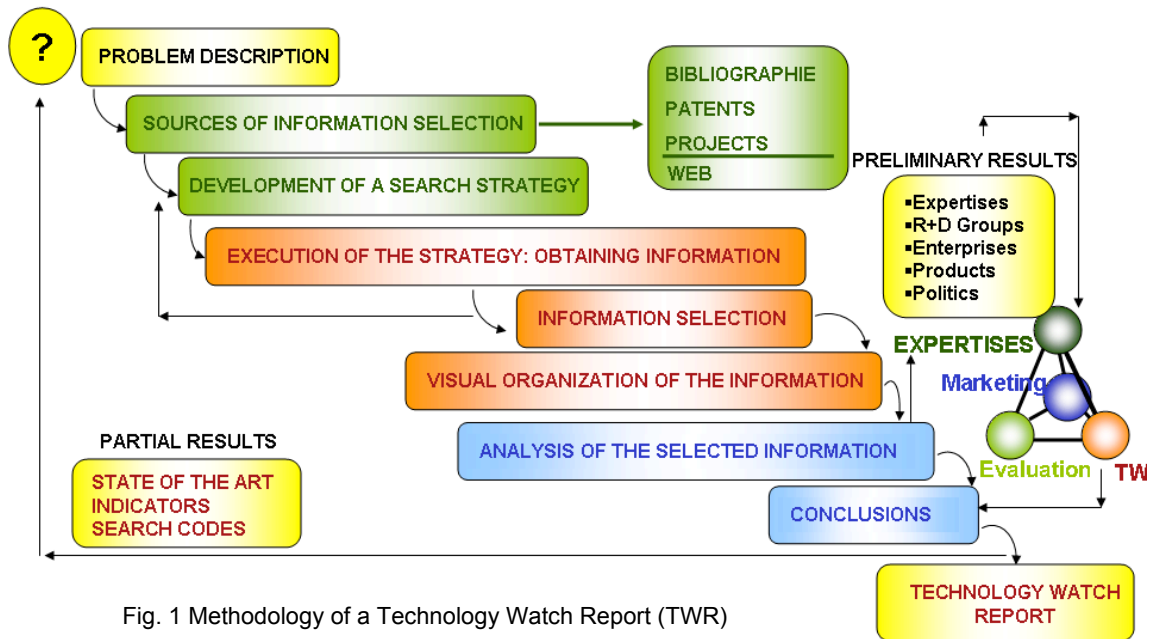 ?
PROBLEM DESCRIPTION
SOURCES OF INFORMATION SELECTION
BIBLIOGRAPHIE
PATENTS
PROJECTS
WEB
DEVELOPMENT OF A SEARCH STRATEGY
EXECUTION OF THE STRATEGY: OBTAINING INFORMATION
INFORMATION SELECTION
VISUAL ORGANIZATION OF THE INFORMATION
ANALYSIS OF THE SELECTED INFORMATION
CONCLUSIONS
TECHNOLOGY WATCH
REPORT
PRELIMINARY RESULTS
▪Expertises
▪R+D Groups
▪Enterprises
▪Products
▪Politics
EXPERTISES
Marketing
Evaluation
TW
PARTIAL RESULTS
STATE OF THE ART
INDICATORS
SEARCH CODES
Fig. 1 Methodology of a Technology Watch Report (TWR)